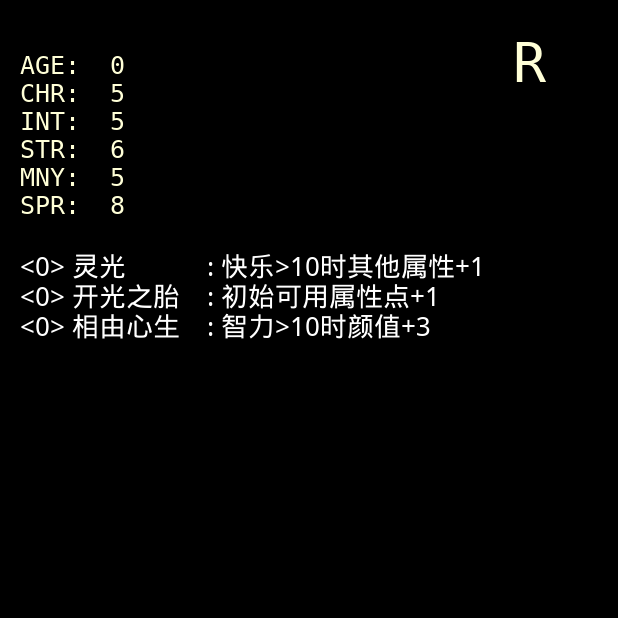 R
AGE: 0
CHR: 5
INT: 5
STR: 6
MNY: 5
SPR: 8
<0> 灵光 : 快乐>10时其他属性+1
<0> 开光之胎 : 初始可用属性点+1
<0> 相由心生 : 智力>10时颜值+3